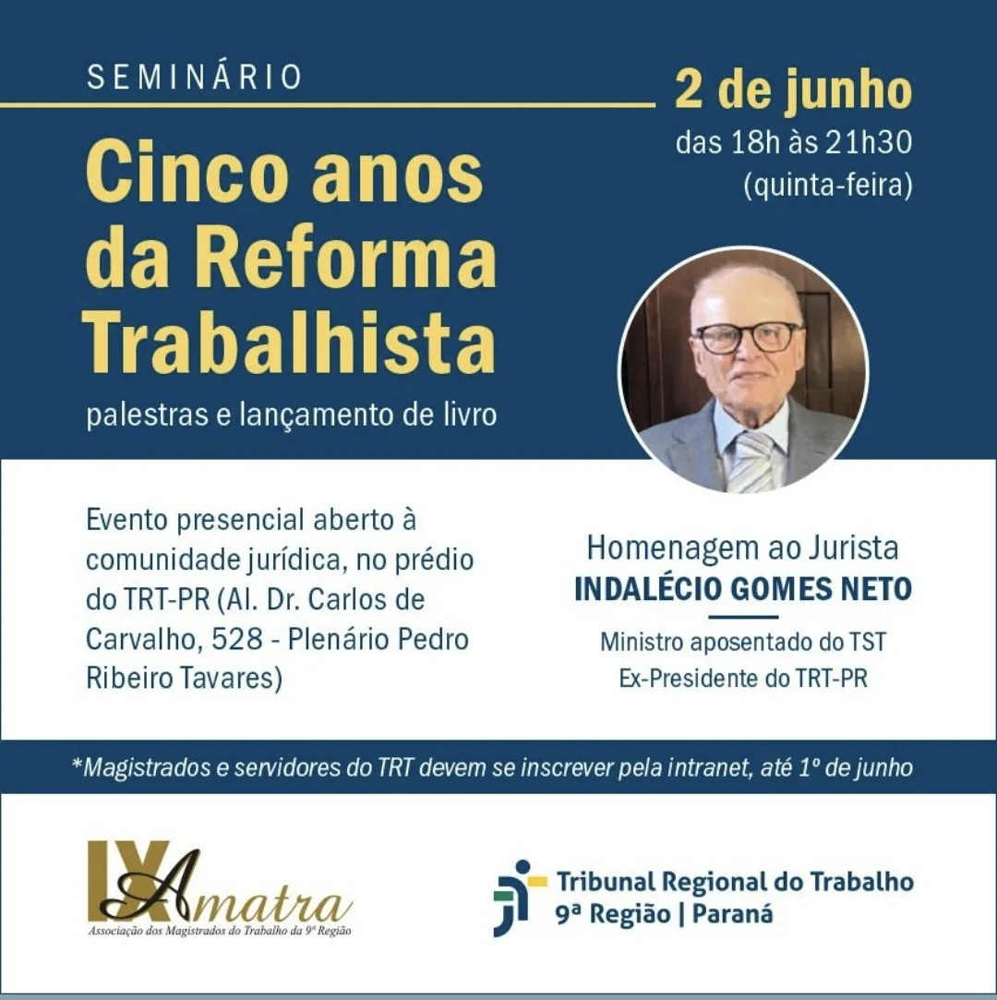 SEMINÁRIO
Cinco anos
da Reforma
Trabalhista
palestras e lançamento de livro
2 de junho
das 18h às 21h30
(quinta-feira)
Evento presencial aberto à
comunidade jurídica, no prédio
do TRT-PR (Al. Dr. Carlos de
Carvalho, 528 - Plenário Pedro
Ribeiro Tavares)
Homenagem ao Jurista
INDALÉCIO GOMES NETO
Ministro aposentado do TST
Ex-Presidente do TRT-PR
*Magistrados e servidores do TRT devem se inscrever pela intranet, até 1º de junho
IX Amatra
Associação dos Magistrados do Trabalho da 9ª Região
Tribunal Regional do Trabalho
9ª Região | Paraná